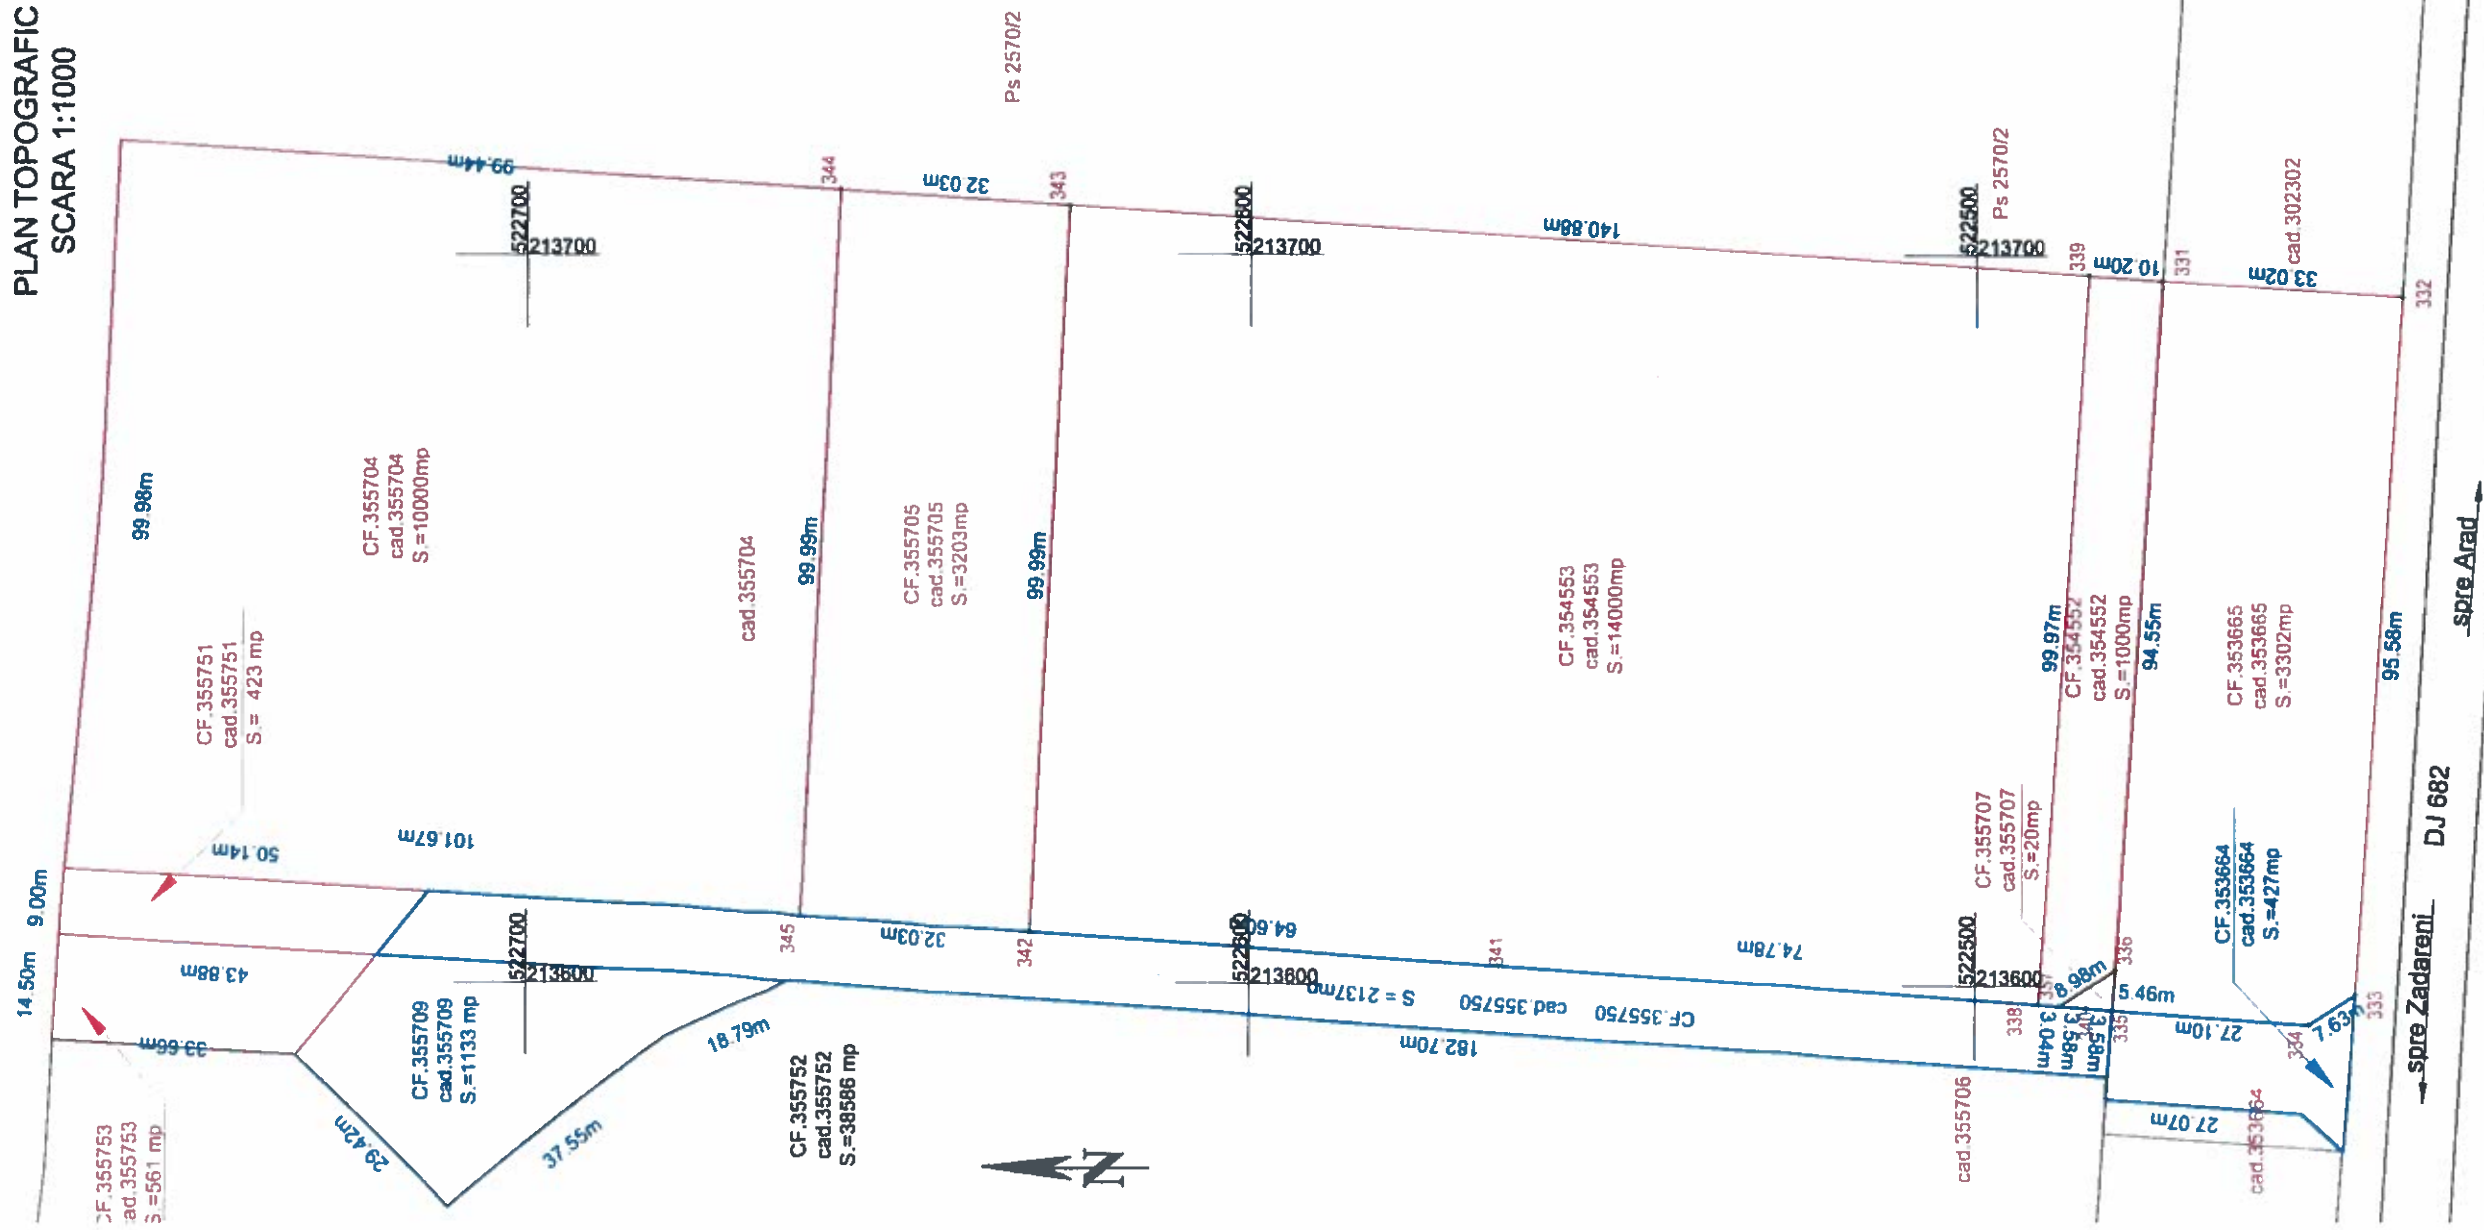 PLAN TOPOGRAFIC
SCARA 1:1000
Ps 2570/2
99.44m
522700
213700
344
32.03m
343
522600
213700
140.88m
522500
213700
Ps 2570/2
339
10.20m
331
cad.302302
33.02m
332
99.98m
CF.355704
cad.355704
S.=10000mp
CF.355751
cad.355751
S.= 423 mp
cad.355704
99.99m
CF.355705
cad.355705
S.=3203mp
99.99m
CF.354553
cad.354553
S.=14000mp
99.97m
CF.354552
cad.354552
S.=1000mp
94.55m
CF.353665
cad.353665
S.=3302mp
95.58m
spre Arad
DJ 682
spre Zadareni
9.00m
14.50m
50.14m
101.67m
43.88m
33.66m
522700
213600
345
32.03m
342
522600
213600
64.60
341
74.78m
CF.355707
cad.355707
S.=20mp
522500
213600
338
337
8.98m
336
5.46m
3.04m
3.58m
340
3.58m
335
CF.353664
cad.353664
S.=427mp
27.10m
334
7.63m
333
CF.355709
cad.355709
S.=1133 mp
29.42m
37.55m
18.79m
CF.355752
cad.355752
S.=38586 mp
S = 2137mp
cad.355750
CF.355750
182.70m
cad.355706
27.07m
cad.353664
CF.355753
cad.355753
S.=561 mp
N